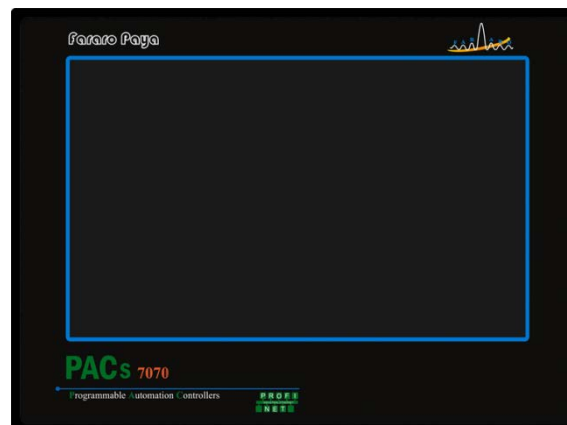 Fararo Paya
PACs 7070
Programmable Automation Controllers
PROFI
NET